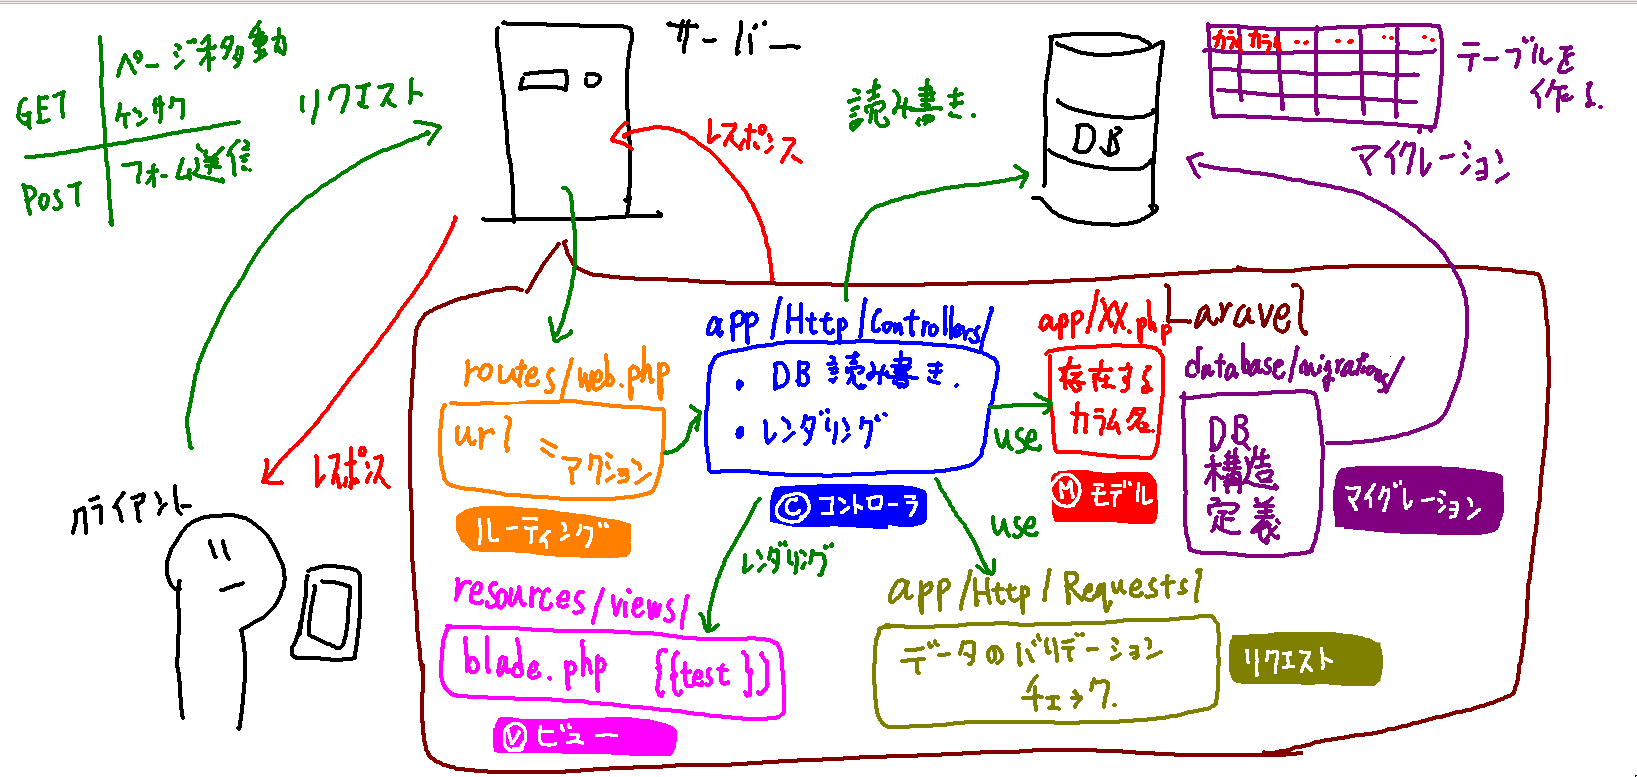 GET
ページ移動
ケンサク
POST
フォーム送信
リクエスト
サーバー
レスポンス
読み書き.
DB
カラム カラム ‥ ‥ ‥ ‥
テーブルを
作る.
マイグレーション
レスポンス
クライアント
Laravel
routes/web.php
url = アクション
ルーティング
app/Http/Controllers/
・DB 読み書き.
・レンダリング
Ⓒ コントローラ
use
app/XX.php
存在する
カラム名.
Ⓜ モデル
database/migrations/
DB
構造
定義
マイグレーション
レンダリング
use
resources/views/
blade.php {{test}}
Ⓥ ビュー
app/Http/Requests/
データのバリデーション
チェック.
リクエスト